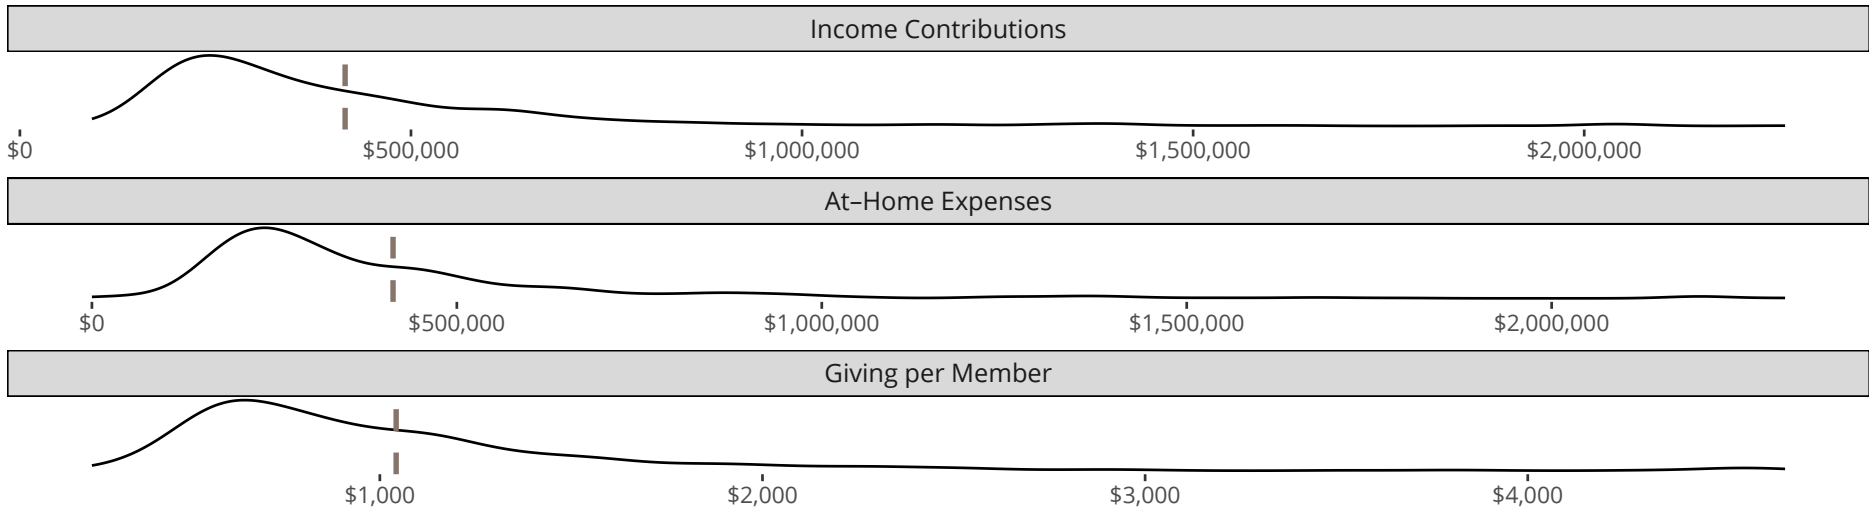 Income Contributions
$0 $500,000 $1,000,000 $1,500,000 $2,000,000
At–Home Expenses
$0 $500,000 $1,000,000 $1,500,000 $2,000,000
Giving per Member
$1,000 $2,000 $3,000 $4,000